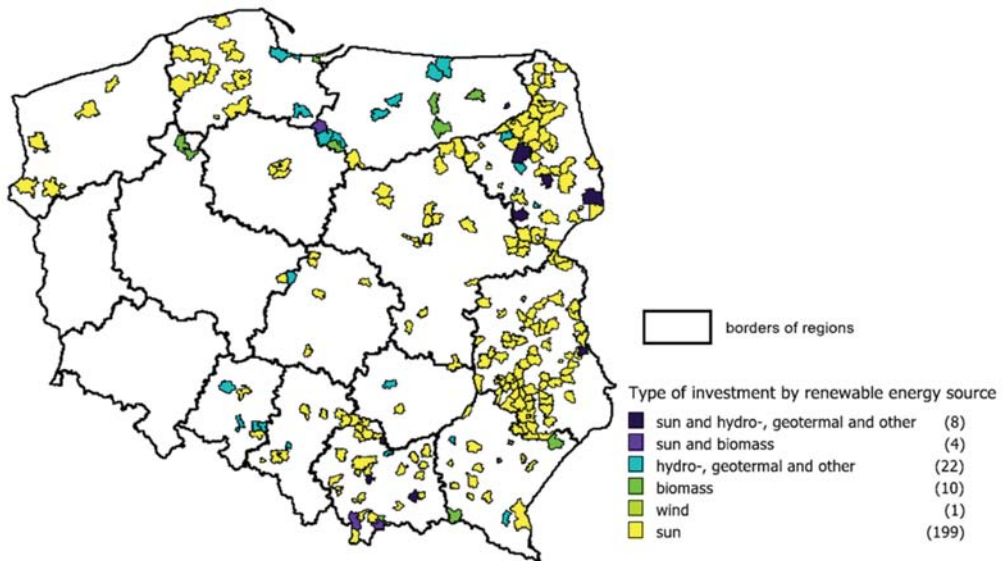 borders of regions
Type of investment by renewable energy source
sun and hydro-, geotermal and other (8)
sun and biomass (4)
hydro-, geotermal and other (22)
biomass (10)
wind (1)
sun (199)